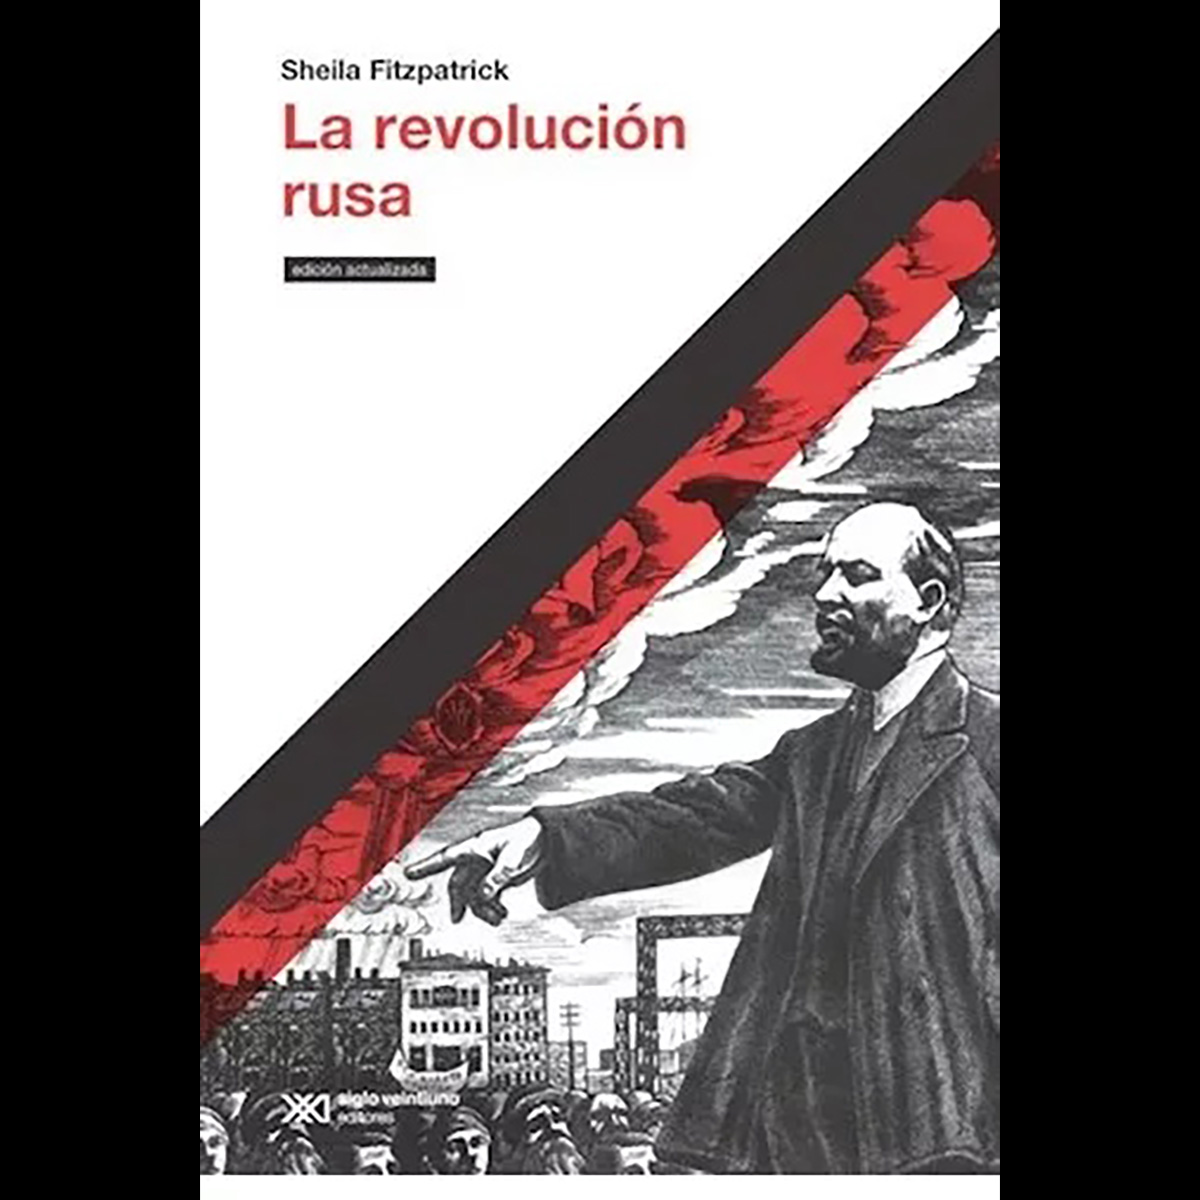 Sheila Fitzpatrick
La revolución
rusa
edición actualizada
siglo veintiuno
editores